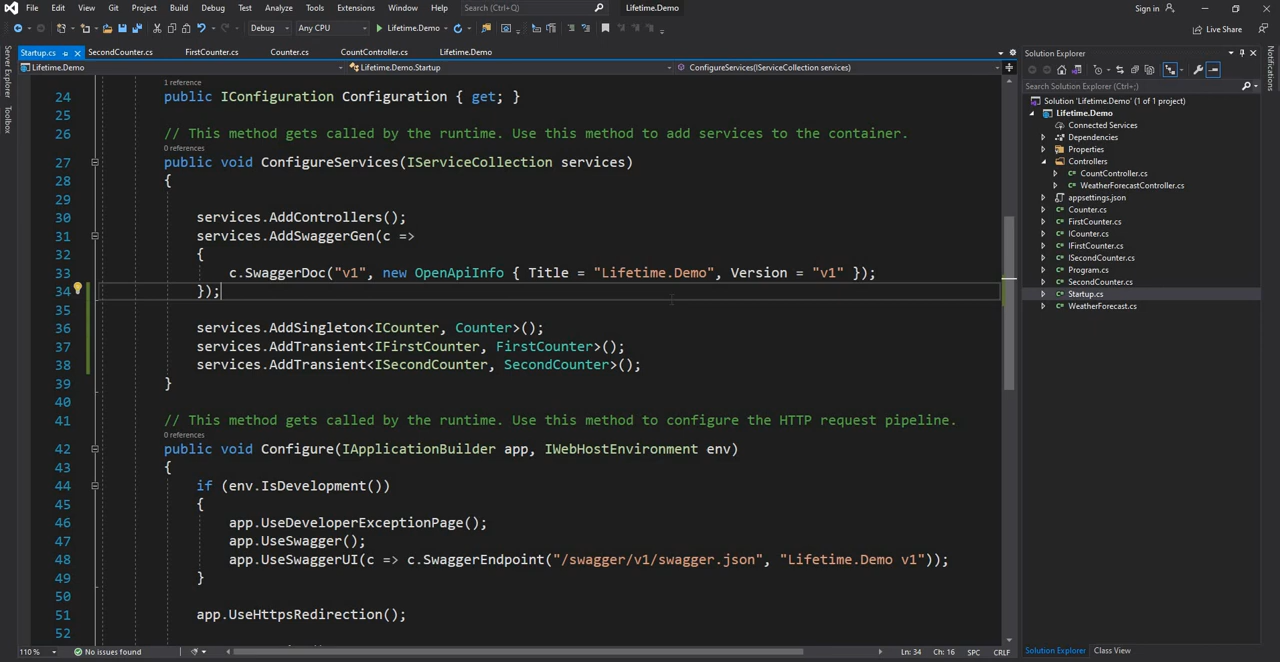 File Edit View Git Project Build Debug Test Analyze Tools Extensions Window Help Search (Ctrl+Q) Lifetime.Demo Sign in
Debug Any CPU Lifetime.Demo Live Share
Startup.cs SecondCounter.cs FirstCounter.cs Counter.cs CountController.cs Lifetime.Demo
Lifetime.Demo Lifetime.Demo.Startup ConfigureServices(IServiceCollection services)
Server Explorer
Toolbox
1 reference
24 public IConfiguration Configuration { get; }
25
26 // This method gets called by the runtime. Use this method to add services to the container.
0 references
27 public void ConfigureServices(IServiceCollection services)
28 {
29
30 services.AddControllers();
31 services.AddSwaggerGen(c =>
32 {
33 c.SwaggerDoc("v1", new OpenApiInfo { Title = "Lifetime.Demo", Version = "v1" });
34 });
35
36 services.AddSingleton<ICounter, Counter>();
37 services.AddTransient<IFirstCounter, FirstCounter>();
38 services.AddTransient<ISecondCounter, SecondCounter>();
39 }
40
41 // This method gets called by the runtime. Use this method to configure the HTTP request pipeline.
0 references
42 public void Configure(IApplicationBuilder app, IWebHostEnvironment env)
43 {
44 if (env.IsDevelopment())
45 {
46 app.UseDeveloperExceptionPage();
47 app.UseSwagger();
48 app.UseSwaggerUI(c => c.SwaggerEndpoint("/swagger/v1/swagger.json", "Lifetime.Demo v1"));
49 }
50
51 app.UseHttpsRedirection();
52
110 % No issues found Ln: 34 Ch: 16 SPC CRLF
Solution Explorer
Search Solution Explorer (Ctrl+;)
Solution 'Lifetime.Demo' (1 of 1 project)
Lifetime.Demo
Connected Services
Dependencies
Properties
Controllers
C# CountController.cs
C# WeatherForecastController.cs
appsettings.json
C# Counter.cs
C# FirstCounter.cs
C# ICounter.cs
C# IFirstCounter.cs
C# ISecondCounter.cs
C# Program.cs
C# SecondCounter.cs
C# Startup.cs
C# WeatherForecast.cs
Solution Explorer Class View
Notifications